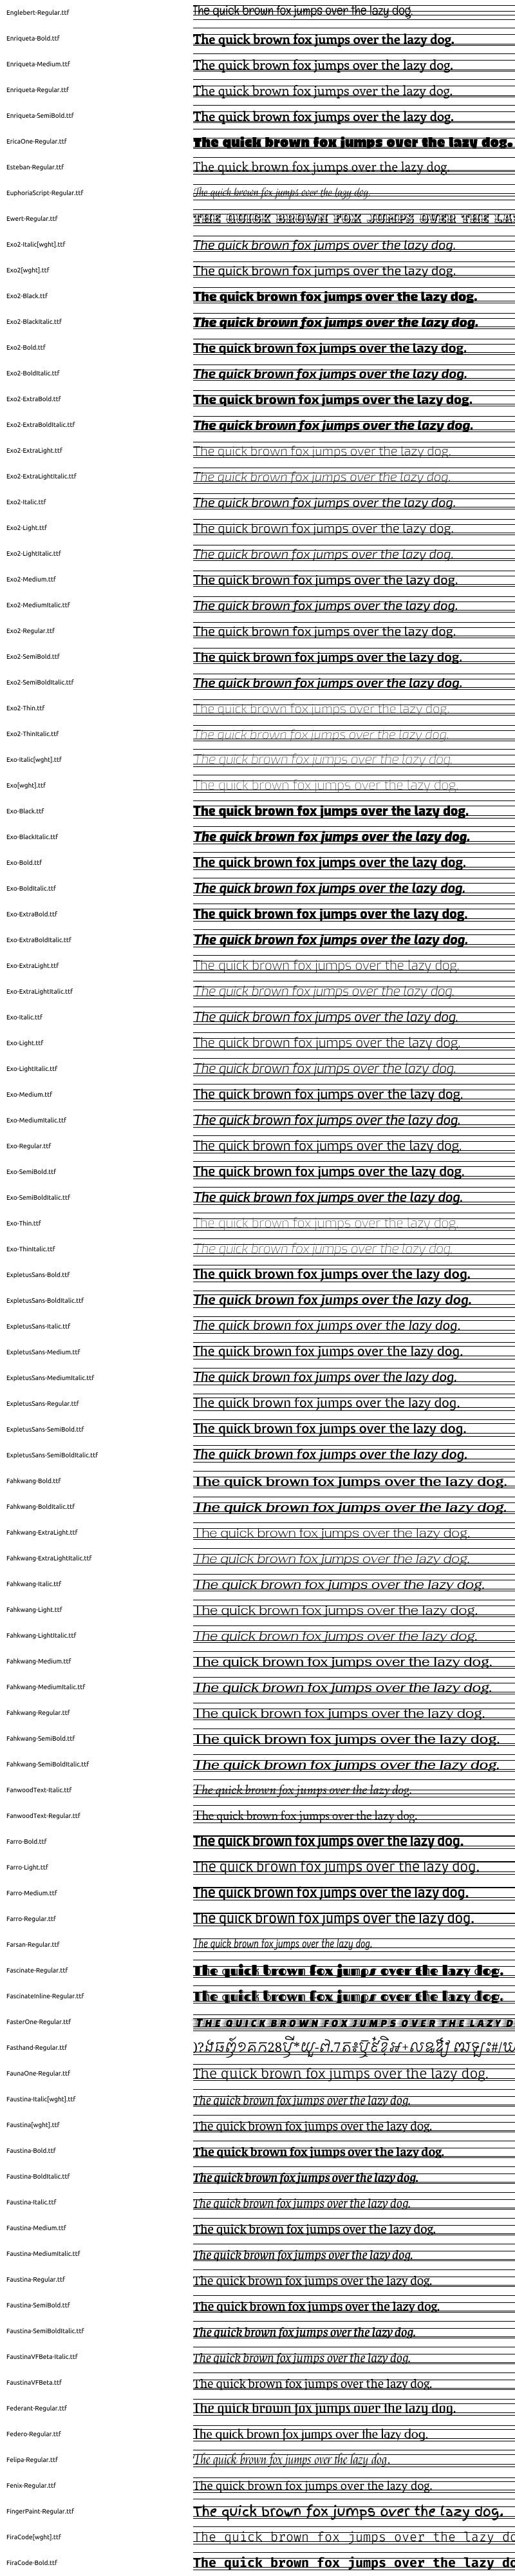 Englebert-Regular.ttf The quick brown fox jumps over the lazy dog.
Enriqueta-Bold.ttf The quick brown fox jumps over the lazy dog.
Enriqueta-Medium.ttf The quick brown fox jumps over the lazy dog.
Enriqueta-Regular.ttf The quick brown fox jumps over the lazy dog.
Enriqueta-SemiBold.ttf The quick brown fox jumps over the lazy dog.
EricaOne-Regular.ttf The quick brown fox jumps over the lazy dog.
Esteban-Regular.ttf The quick brown fox jumps over the lazy dog.
EuphoriaScript-Regular.ttf The quick brown fox jumps over the lazy dog.
Ewert-Regular.ttf THE QUICK BROWN FOX JUMPS OVER THE LA
Exo2-Italic[wght].ttf The quick brown fox jumps over the lazy dog.
Exo2[wght].ttf The quick brown fox jumps over the lazy dog.
Exo2-Black.ttf The quick brown fox jumps over the lazy dog.
Exo2-BlackItalic.ttf The quick brown fox jumps over the lazy dog.
Exo2-Bold.ttf The quick brown fox jumps over the lazy dog.
Exo2-BoldItalic.ttf The quick brown fox jumps over the lazy dog.
Exo2-ExtraBold.ttf The quick brown fox jumps over the lazy dog.
Exo2-ExtraBoldItalic.ttf The quick brown fox jumps over the lazy dog.
Exo2-ExtraLight.ttf The quick brown fox jumps over the lazy dog.
Exo2-ExtraLightItalic.ttf The quick brown fox jumps over the lazy dog.
Exo2-Italic.ttf The quick brown fox jumps over the lazy dog.
Exo2-Light.ttf The quick brown fox jumps over the lazy dog.
Exo2-LightItalic.ttf The quick brown fox jumps over the lazy dog.
Exo2-Medium.ttf The quick brown fox jumps over the lazy dog.
Exo2-MediumItalic.ttf The quick brown fox jumps over the lazy dog.
Exo2-Regular.ttf The quick brown fox jumps over the lazy dog.
Exo2-SemiBold.ttf The quick brown fox jumps over the lazy dog.
Exo2-SemiBoldItalic.ttf The quick brown fox jumps over the lazy dog.
Exo2-Thin.ttf The quick brown fox jumps over the lazy dog.
Exo2-ThinItalic.ttf The quick brown fox jumps over the lazy dog.
Exo-Italic[wght].ttf The quick brown fox jumps over the lazy dog.
Exo[wght].ttf The quick brown fox jumps over the lazy dog.
Exo-Black.ttf The quick brown fox jumps over the lazy dog.
Exo-BlackItalic.ttf The quick brown fox jumps over the lazy dog.
Exo-Bold.ttf The quick brown fox jumps over the lazy dog.
Exo-BoldItalic.ttf The quick brown fox jumps over the lazy dog.
Exo-ExtraBold.ttf The quick brown fox jumps over the lazy dog.
Exo-ExtraBoldItalic.ttf The quick brown fox jumps over the lazy dog.
Exo-ExtraLight.ttf The quick brown fox jumps over the lazy dog.
Exo-ExtraLightItalic.ttf The quick brown fox jumps over the lazy dog.
Exo-Italic.ttf The quick brown fox jumps over the lazy dog.
Exo-Light.ttf The quick brown fox jumps over the lazy dog.
Exo-LightItalic.ttf The quick brown fox jumps over the lazy dog.
Exo-Medium.ttf The quick brown fox jumps over the lazy dog.
Exo-MediumItalic.ttf The quick brown fox jumps over the lazy dog.
Exo-Regular.ttf The quick brown fox jumps over the lazy dog.
Exo-SemiBold.ttf The quick brown fox jumps over the lazy dog.
Exo-SemiBoldItalic.ttf The quick brown fox jumps over the lazy dog.
Exo-Thin.ttf The quick brown fox jumps over the lazy dog.
Exo-ThinItalic.ttf The quick brown fox jumps over the lazy dog.
ExpletusSans-Bold.ttf The quick brown fox jumps over the lazy dog.
ExpletusSans-BoldItalic.ttf The quick brown fox jumps over the lazy dog.
ExpletusSans-Italic.ttf The quick brown fox jumps over the lazy dog.
ExpletusSans-Medium.ttf The quick brown fox jumps over the lazy dog.
ExpletusSans-MediumItalic.ttf The quick brown fox jumps over the lazy dog.
ExpletusSans-Regular.ttf The quick brown fox jumps over the lazy dog.
ExpletusSans-SemiBold.ttf The quick brown fox jumps over the lazy dog.
ExpletusSans-SemiBoldItalic.ttf The quick brown fox jumps over the lazy dog.
Fahkwang-Bold.ttf The quick brown fox jumps over the lazy dog.
Fahkwang-BoldItalic.ttf The quick brown fox jumps over the lazy dog.
Fahkwang-ExtraLight.ttf The quick brown fox jumps over the lazy dog.
Fahkwang-ExtraLightItalic.ttf The quick brown fox jumps over the lazy dog.
Fahkwang-Italic.ttf The quick brown fox jumps over the lazy dog.
Fahkwang-Light.ttf The quick brown fox jumps over the lazy dog.
Fahkwang-LightItalic.ttf The quick brown fox jumps over the lazy dog.
Fahkwang-Medium.ttf The quick brown fox jumps over the lazy dog.
Fahkwang-MediumItalic.ttf The quick brown fox jumps over the lazy dog.
Fahkwang-Regular.ttf The quick brown fox jumps over the lazy dog.
Fahkwang-SemiBold.ttf The quick brown fox jumps over the lazy dog.
Fahkwang-SemiBoldItalic.ttf The quick brown fox jumps over the lazy dog.
FanwoodText-Italic.ttf The quick brown fox jumps over the lazy dog.
FanwoodText-Regular.ttf The quick brown fox jumps over the lazy dog.
Farro-Bold.ttf The quick brown fox jumps over the lazy dog.
Farro-Light.ttf The quick brown fox jumps over the lazy dog.
Farro-Medium.ttf The quick brown fox jumps over the lazy dog.
Farro-Regular.ttf The quick brown fox jumps over the lazy dog.
Farsan-Regular.ttf The quick brown fox jumps over the lazy dog.
Fascinate-Regular.ttf The quick brown fox jumps over the lazy dog.
FascinateInline-Regular.ttf The quick brown fox jumps over the lazy dog.
FasterOne-Regular.ttf THE QUICK BROWN FOX JUMPS OVER THE LAZY D
Fasthand-Regular.ttf
FaunaOne-Regular.ttf The quick brown fox jumps over the lazy dog.
Faustina-Italic[wght].ttf The quick brown fox jumps over the lazy dog.
Faustina[wght].ttf The quick brown fox jumps over the lazy dog.
Faustina-Bold.ttf The quick brown fox jumps over the lazy dog.
Faustina-BoldItalic.ttf The quick brown fox jumps over the lazy dog.
Faustina-Italic.ttf The quick brown fox jumps over the lazy dog.
Faustina-Medium.ttf The quick brown fox jumps over the lazy dog.
Faustina-MediumItalic.ttf The quick brown fox jumps over the lazy dog.
Faustina-Regular.ttf The quick brown fox jumps over the lazy dog.
Faustina-SemiBold.ttf The quick brown fox jumps over the lazy dog.
Faustina-SemiBoldItalic.ttf The quick brown fox jumps over the lazy dog.
FaustinaVFBeta-Italic.ttf The quick brown fox jumps over the lazy dog.
FaustinaVFBeta.ttf The quick brown fox jumps over the lazy dog.
Federant-Regular.ttf The quick brown fox jumps over the lazy dog.
Federo-Regular.ttf The quick brown fox jumps over the lazy dog.
Felipa-Regular.ttf The quick brown fox jumps over the lazy dog.
Fenix-Regular.ttf The quick brown fox jumps over the lazy dog.
FingerPaint-Regular.ttf The quick brown fox jumps over the lazy dog.
FiraCode[wght].ttf The quick brown fox jumps over the lazy do
FiraCode-Bold.ttf The quick brown fox jumps over the lazy do